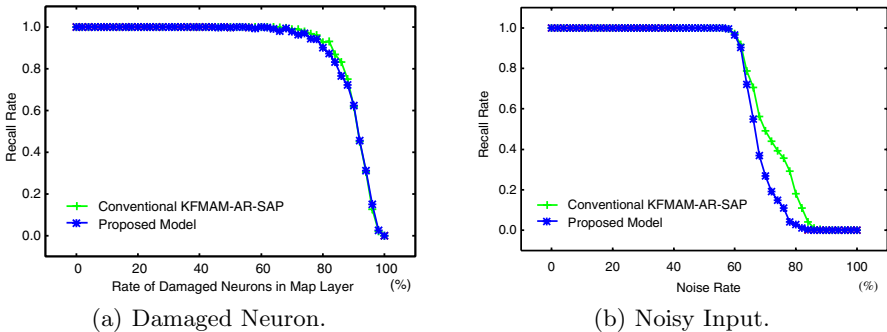 (a)
1.0
0.8
0.6
0.4
0.2
0.0
Recall Rate
Conventional KFMAM-AR-SAP
Proposed Model
0 20 40 60 80 100
Rate of Damaged Neurons in Map Layer (%)
(a) Damaged Neuron.
(b)
1.0
0.8
0.6
0.4
0.2
0.0
Recall Rate
Conventional KFMAM-AR-SAP
Proposed Model
0 20 40 60 80 100
Noise Rate (%)
(b) Noisy Input.